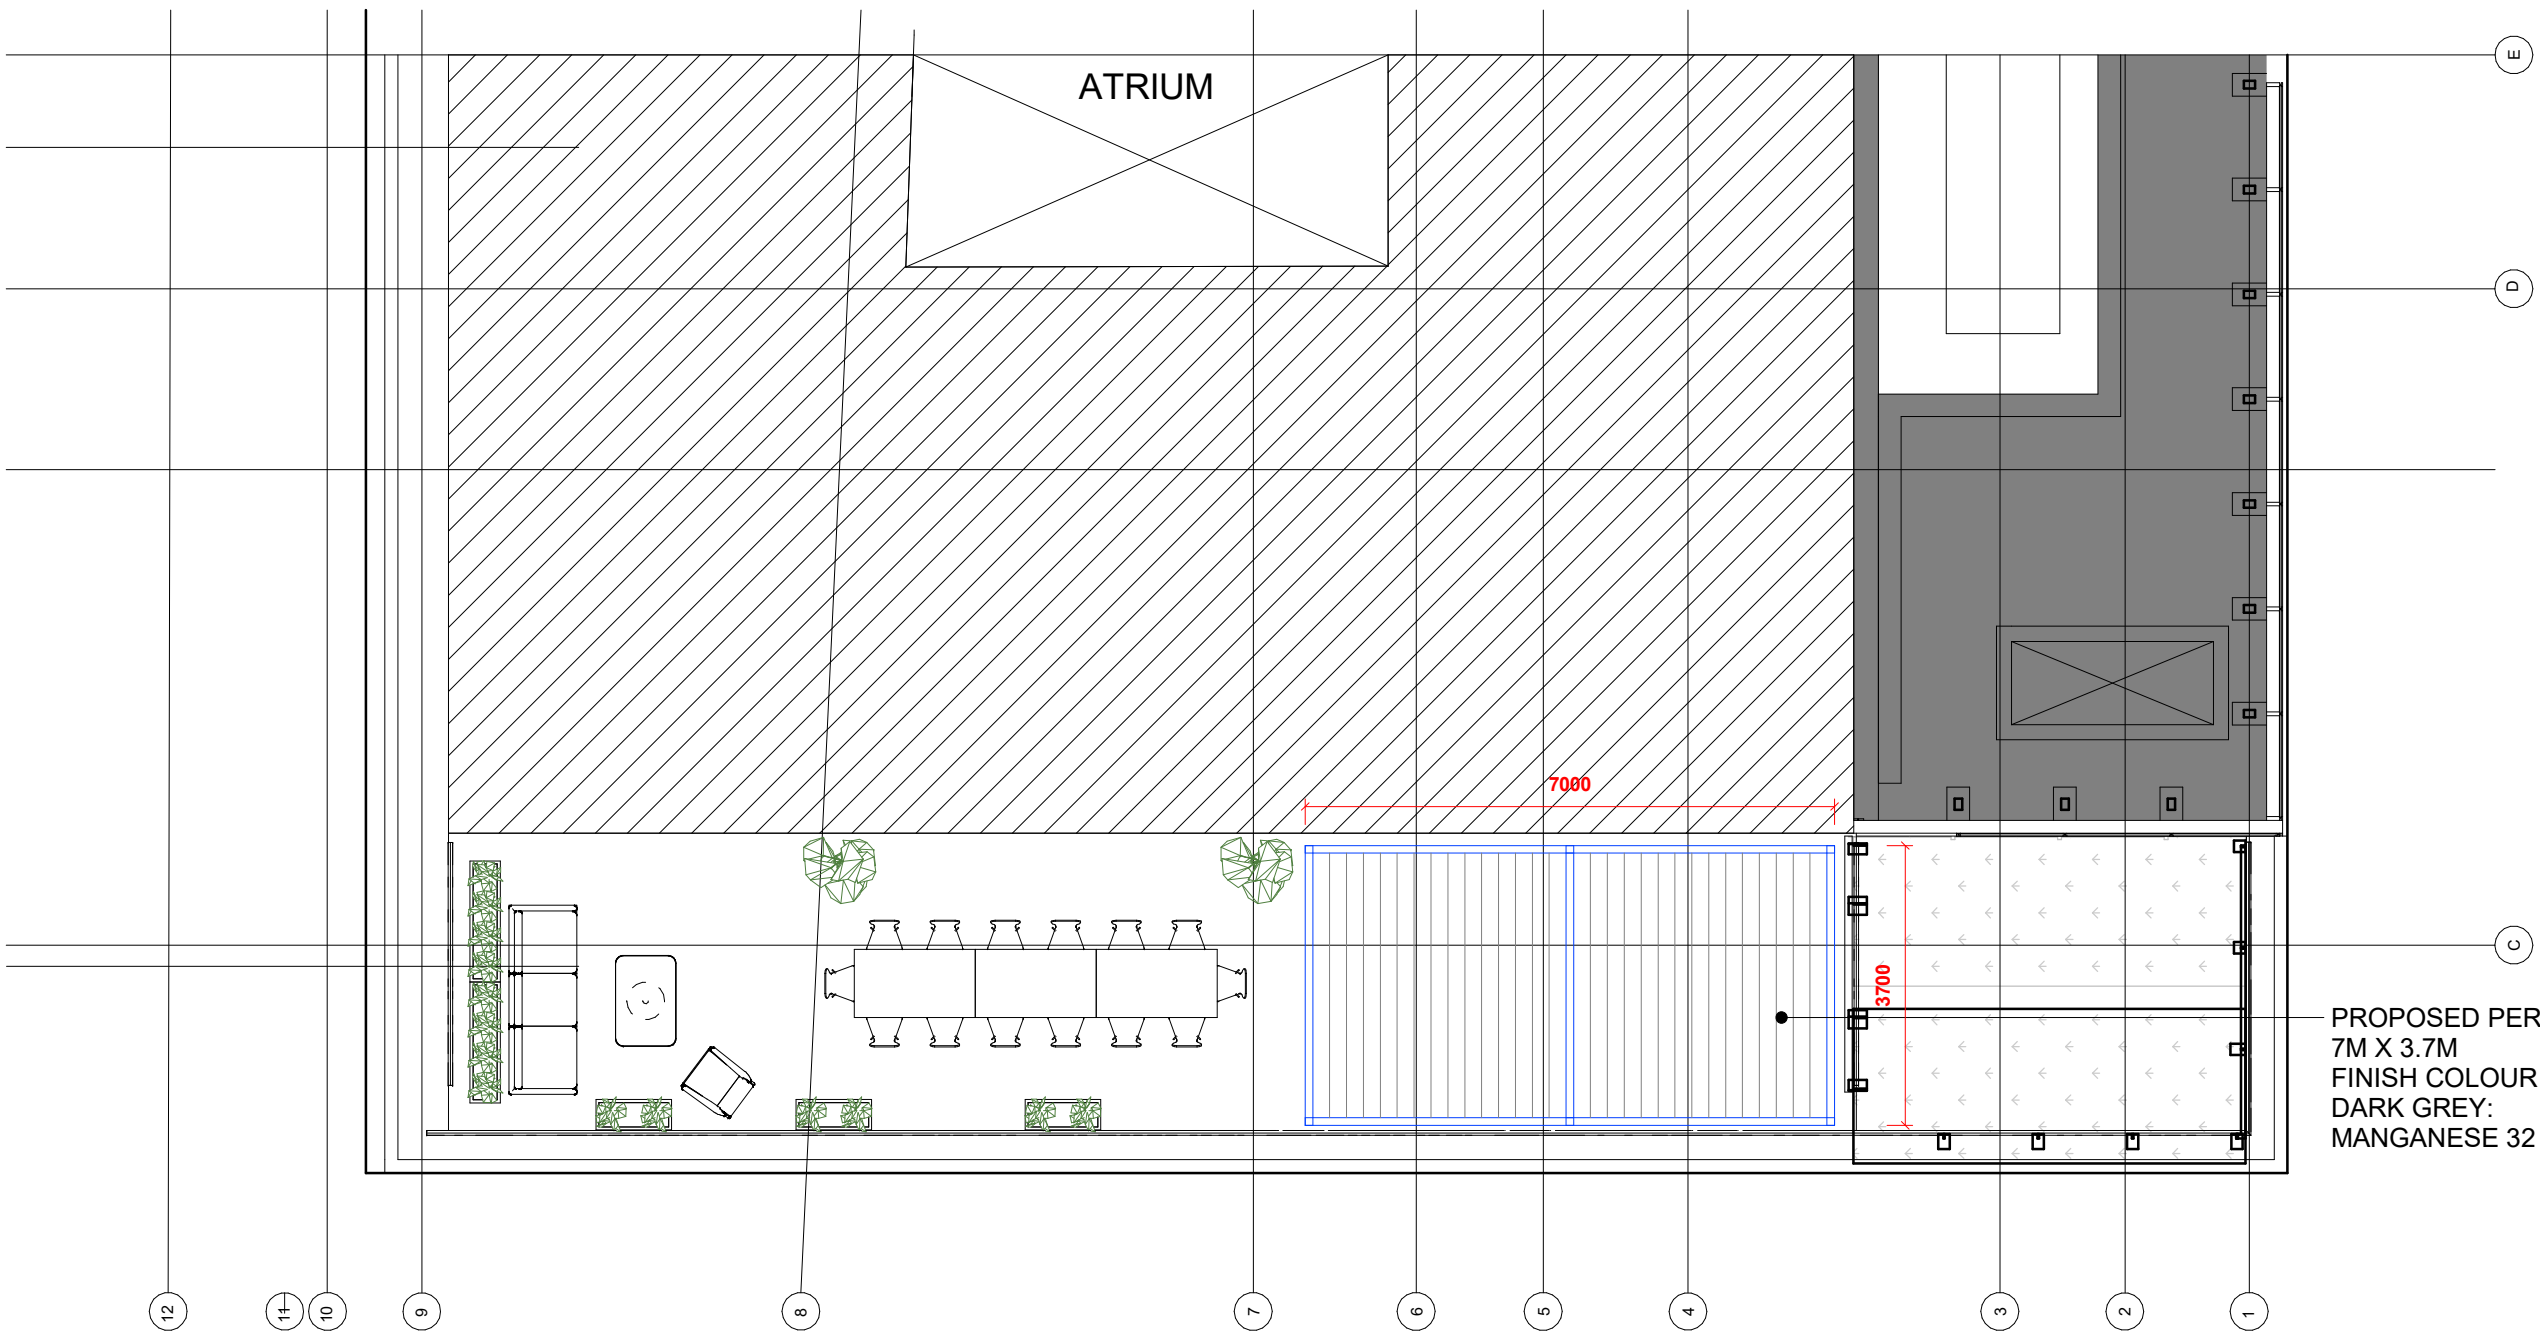 ATRIUM
E
D
7000
3700
C
PROPOSED PER
7M X 3.7M
FINISH COLOUR
DARK GREY:
MANGANESE 32
12
11
10
9
8
7
6
5
4
3
2
1